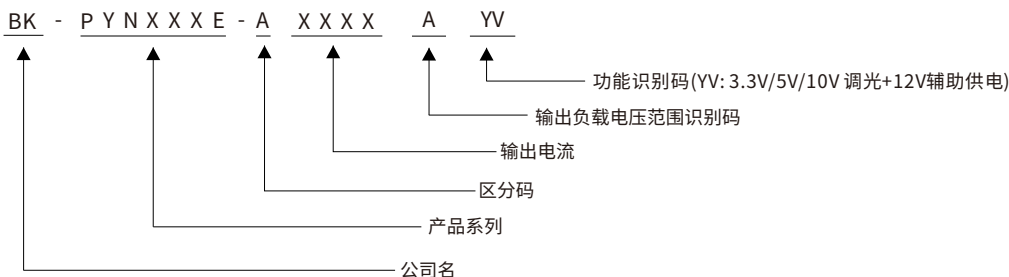 BK - PYNXXXE - A XXXX A YV
功能识别码(YV: 3.3V/5V/10V 调光+12V辅助供电)
输出负载电压范围识别码
输出电流
区分码
产品系列
公司名